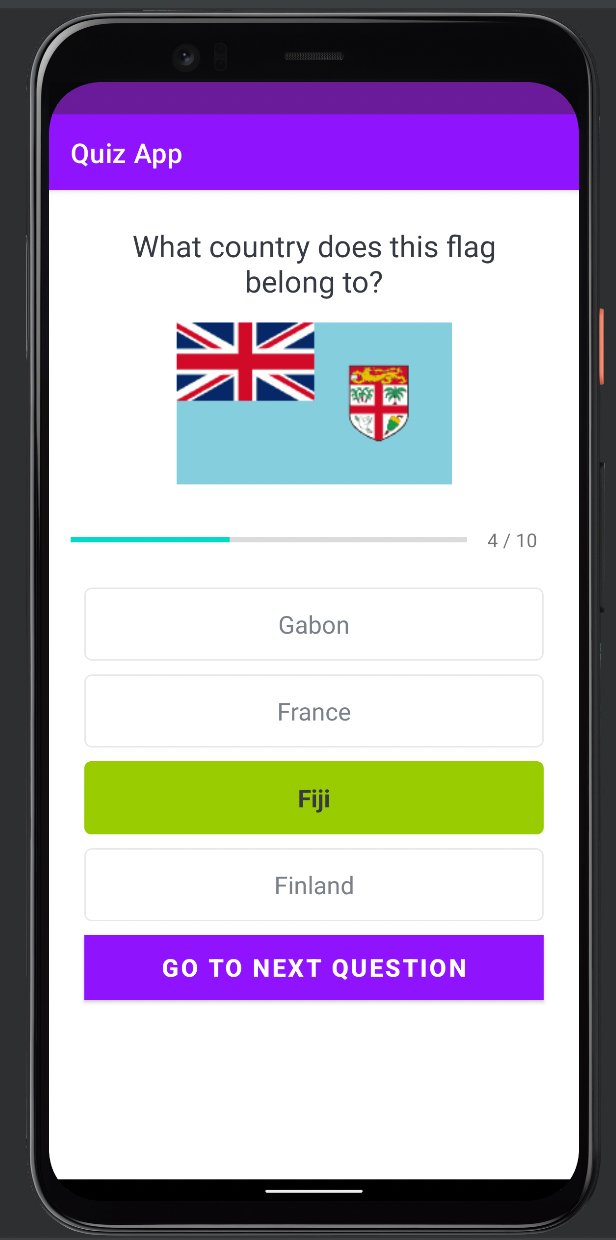 Quiz App
What country does this flag
belong to?
4 / 10
Gabon
France
Fiji
Finland
GO TO NEXT QUESTION